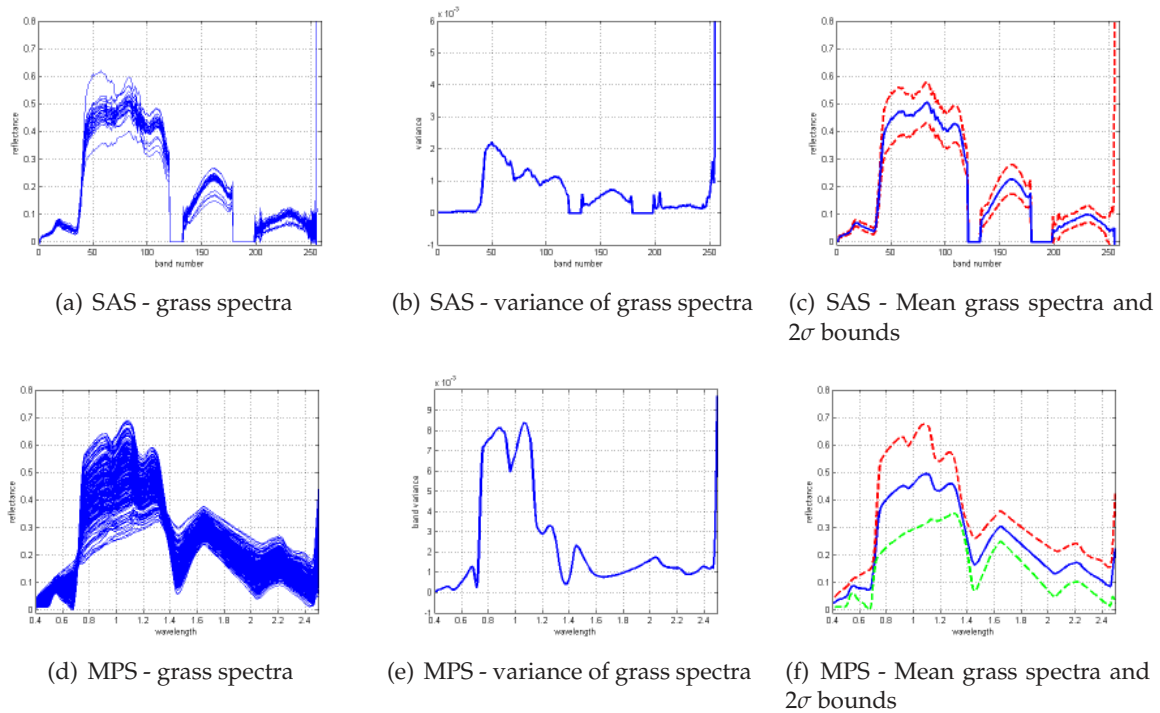 0.8
0.7
0.6
0.5
0.4
0.3
0.2
0.1
0
reflectance
0 50 100 150 200 250
band number
(a) SAS - grass spectra
x 10⁻³
6
5
4
3
2
1
0
-1
variance
0 50 100 150 200 250
band number
(b) SAS - variance of grass spectra
0.8
0.7
0.6
0.5
0.4
0.3
0.2
0.1
0
reflectance
0 50 100 150 200 250
band number
(c) SAS - Mean grass spectra and
2σ bounds
0.8
0.7
0.6
0.5
0.4
0.3
0.2
0.1
0
reflectance
0.4 0.6 0.8 1 1.2 1.4 1.6 1.8 2 2.2 2.4
wavelength
(d) MPS - grass spectra
x 10⁻³
9
8
7
6
5
4
3
2
1
0
-1
band variance
0.4 0.6 0.8 1 1.2 1.4 1.6 1.8 2 2.2 2.4
wavelength
(e) MPS - variance of grass spectra
0.8
0.7
0.6
0.5
0.4
0.3
0.2
0.1
0
reflectance
0.4 0.6 0.8 1 1.2 1.4 1.6 1.8 2 2.2 2.4
wavelength
(f) MPS - Mean grass spectra and
2σ bounds